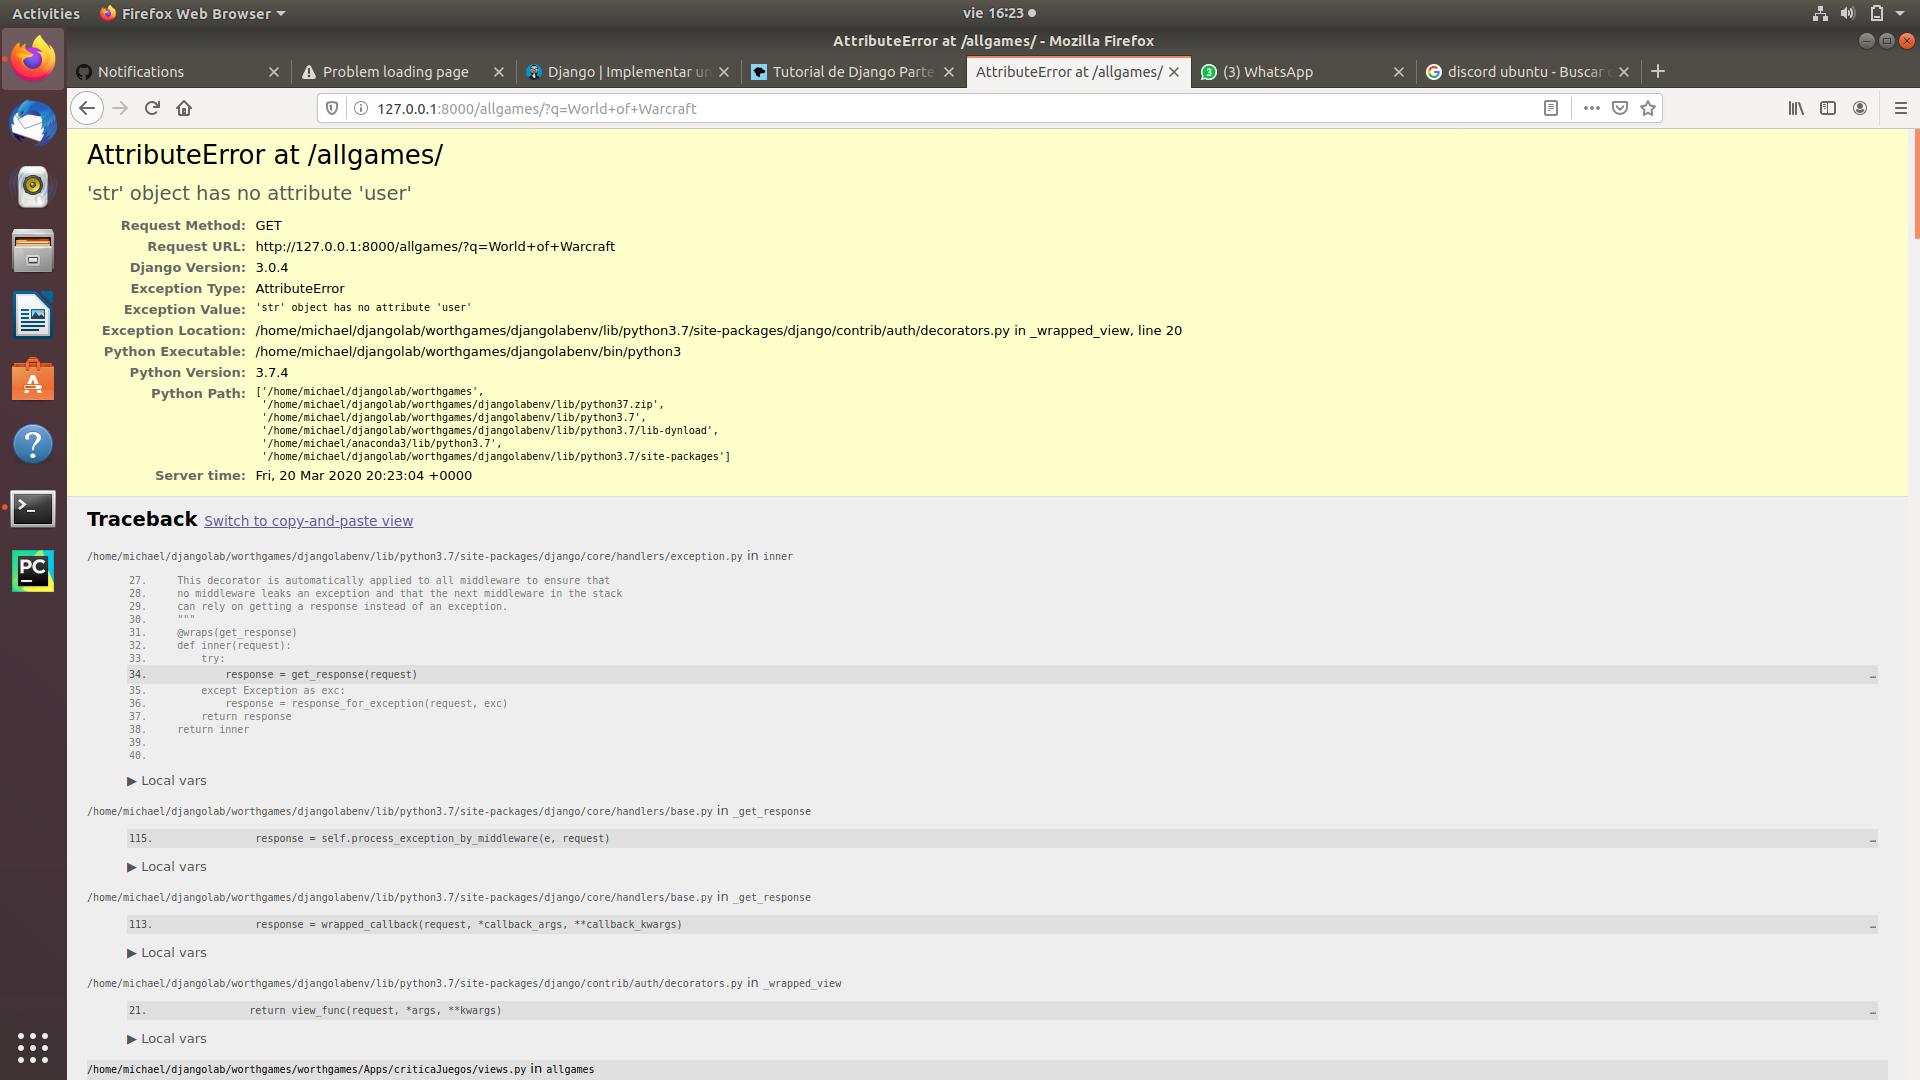 Activities
Firefox Web Browser
vie 16:23
AttributeError at /allgames/ - Mozilla Firefox
Notifications
Problem loading page
Django | Implementar un
Tutorial de Django Parte
AttributeError at /allgames/
3
(3) WhatsApp
discord ubuntu - Buscar
127.0.0.1:8000/allgames/?q=World+of+Warcraft
AttributeError at /allgames/
'str' object has no attribute 'user'
Request Method: GET
Request URL: http://127.0.0.1:8000/allgames/?q=World+of+Warcraft
Django Version: 3.0.4
Exception Type: AttributeError
Exception Value: 'str' object has no attribute 'user'
Exception Location: /home/michael/djangolab/worthgames/djangolabenv/lib/python3.7/site-packages/django/contrib/auth/decorators.py in _wrapped_view, line 20
Python Executable: /home/michael/djangolab/worthgames/djangolabenv/bin/python3
Python Version: 3.7.4
Python Path: ['/home/michael/djangolab/worthgames',
'/home/michael/djangolab/worthgames/djangolabenv/lib/python37.zip',
'/home/michael/djangolab/worthgames/djangolabenv/lib/python3.7',
'/home/michael/djangolab/worthgames/djangolabenv/lib/python3.7/lib-dynload',
'/home/michael/anaconda3/lib/python3.7',
'/home/michael/djangolab/worthgames/djangolabenv/lib/python3.7/site-packages']
Server time: Fri, 20 Mar 2020 20:23:04 +0000
Traceback Switch to copy-and-paste view
/home/michael/djangolab/worthgames/djangolabenv/lib/python3.7/site-packages/django/core/handlers/exception.py in inner
27. This decorator is automatically applied to all middleware to ensure that
28. no middleware leaks an exception and that the next middleware in the stack
29. can rely on getting a response instead of an exception.
30. """
31. @wraps(get_response)
32. def inner(request):
33. try:
34. response = get_response(request) …
35. except Exception as exc:
36. response = response_for_exception(request, exc)
37. return response
38. return inner
39.
40.
▶ Local vars
/home/michael/djangolab/worthgames/djangolabenv/lib/python3.7/site-packages/django/core/handlers/base.py in _get_response
115. response = self.process_exception_by_middleware(e, request) …
▶ Local vars
/home/michael/djangolab/worthgames/djangolabenv/lib/python3.7/site-packages/django/core/handlers/base.py in _get_response
113. response = wrapped_callback(request, *callback_args, **callback_kwargs) …
▶ Local vars
/home/michael/djangolab/worthgames/djangolabenv/lib/python3.7/site-packages/django/contrib/auth/decorators.py in _wrapped_view
21. return view_func(request, *args, **kwargs) …
▶ Local vars
/home/michael/djangolab/worthgames/worthgames/Apps/criticaJuegos/views.py in allgames
PC